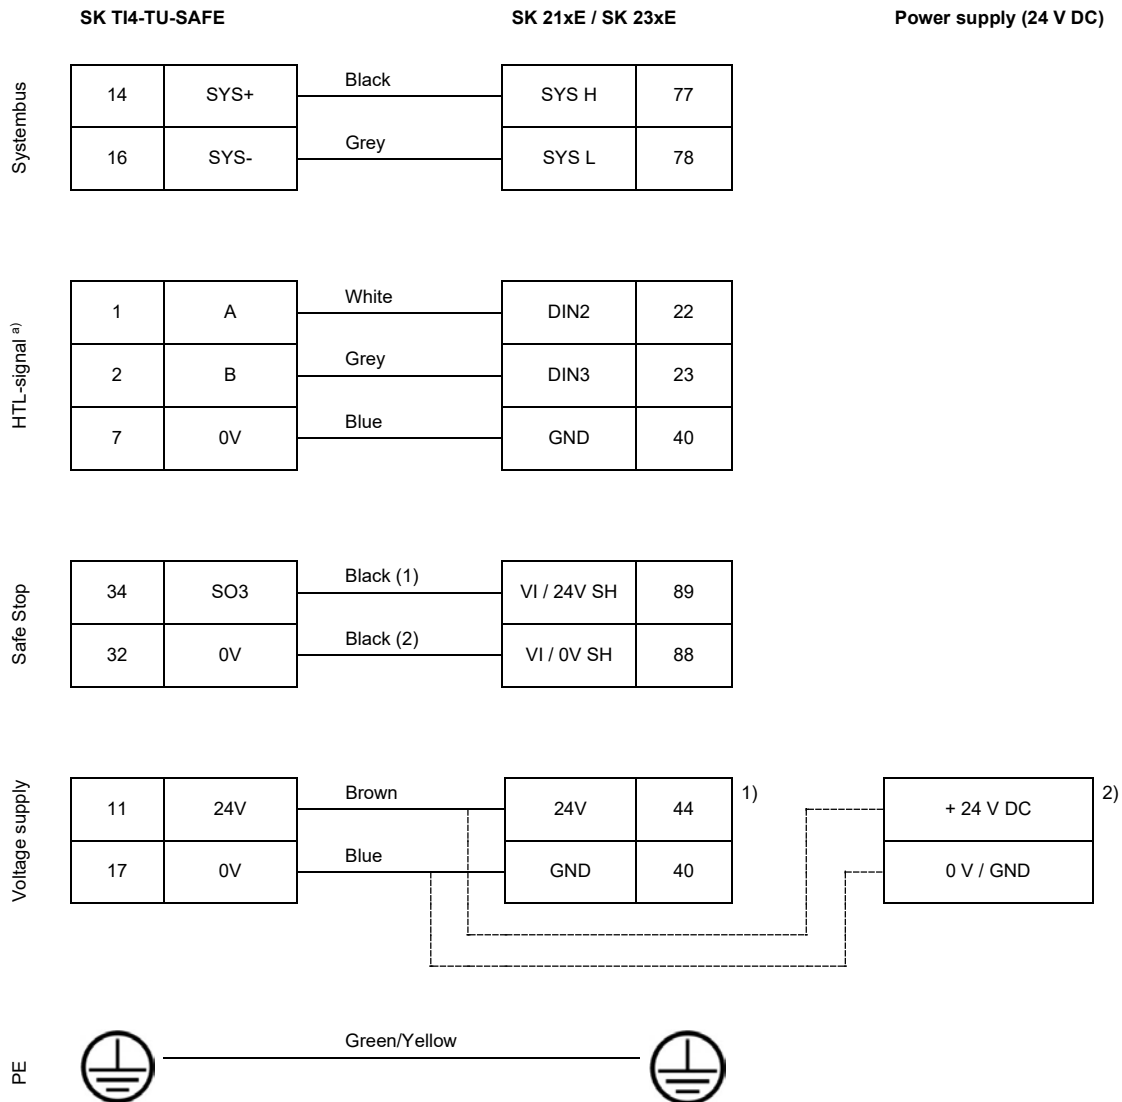 SK TI4-TU-SAFE SK 21xE / SK 23xE Power supply (24 V DC)
Systembus
14 SYS+ Black SYS H 77
16 SYS- Grey SYS L 78
HTL-signal a)
1 A White DIN2 22
2 B Grey DIN3 23
7 0V Blue GND 40
Safe Stop
34 SO3 Black (1) VI / 24V SH 89
32 0V Black (2) VI / 0V SH 88
Voltage supply
11 24V Brown 24V 44 1) + 24 V DC 2)
17 0V Blue GND 40 0 V / GND
PE
Green/Yellow